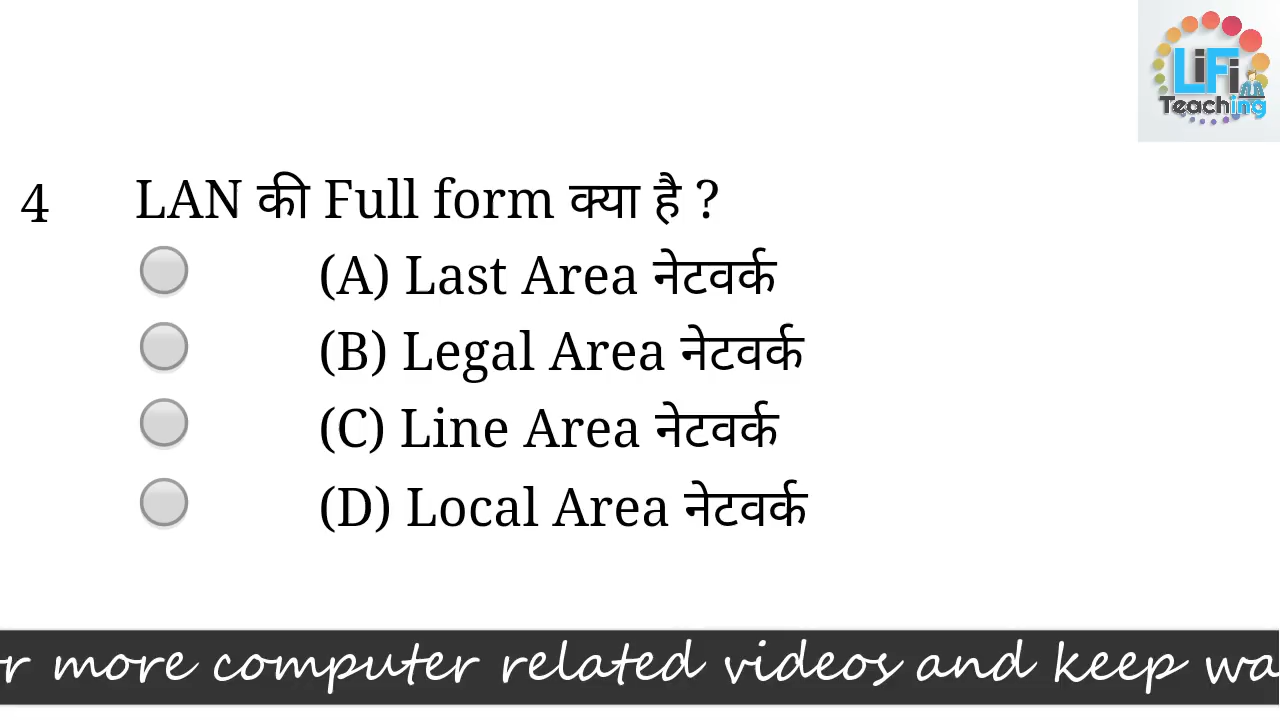 LiFi
Teaching
4 LAN की Full form क्या है ?
(A) Last Area नेटवर्क
(B) Legal Area नेटवर्क
(C) Line Area नेटवर्क
(D) Local Area नेटवर्क
r more computer related videos and keep wa